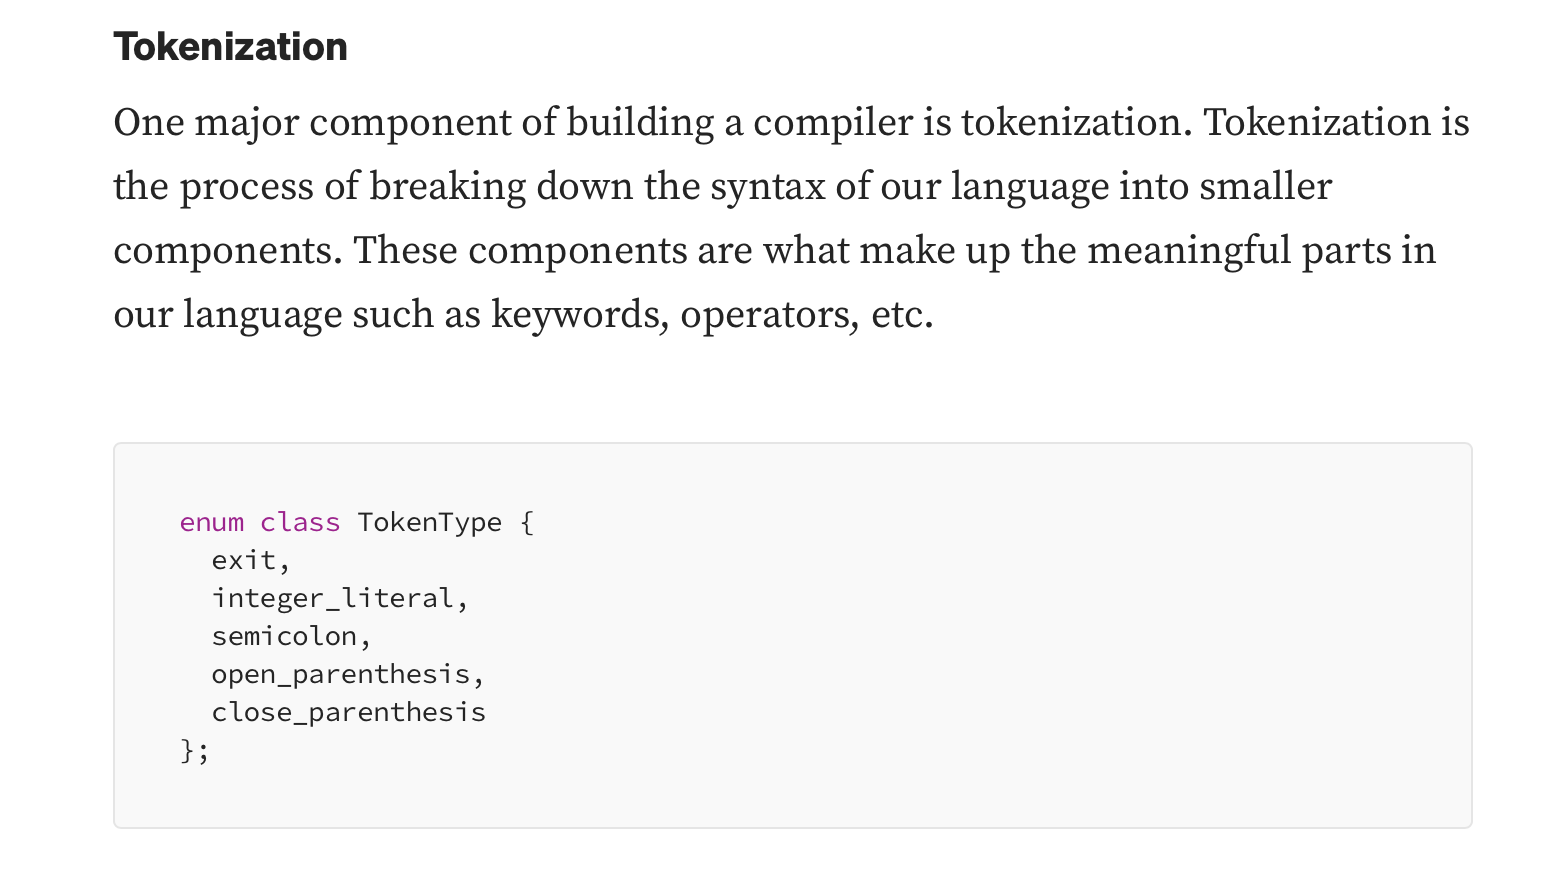 Tokenization
One major component of building a compiler is tokenization. Tokenization is
the process of breaking down the syntax of our language into smaller
components. These components are what make up the meaningful parts in
our language such as keywords, operators, etc.
enum class TokenType {
  exit,
  integer_literal,
  semicolon,
  open_parenthesis,
  close_parenthesis
};